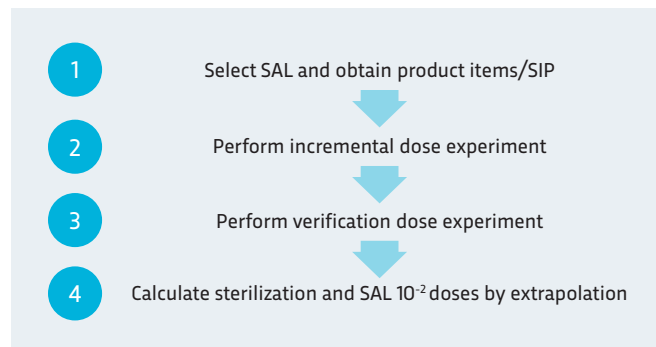 1 Select SAL and obtain product items/SIP
2 Perform incremental dose experiment
3 Perform verification dose experiment
4 Calculate sterilization and SAL 10⁻² doses by extrapolation